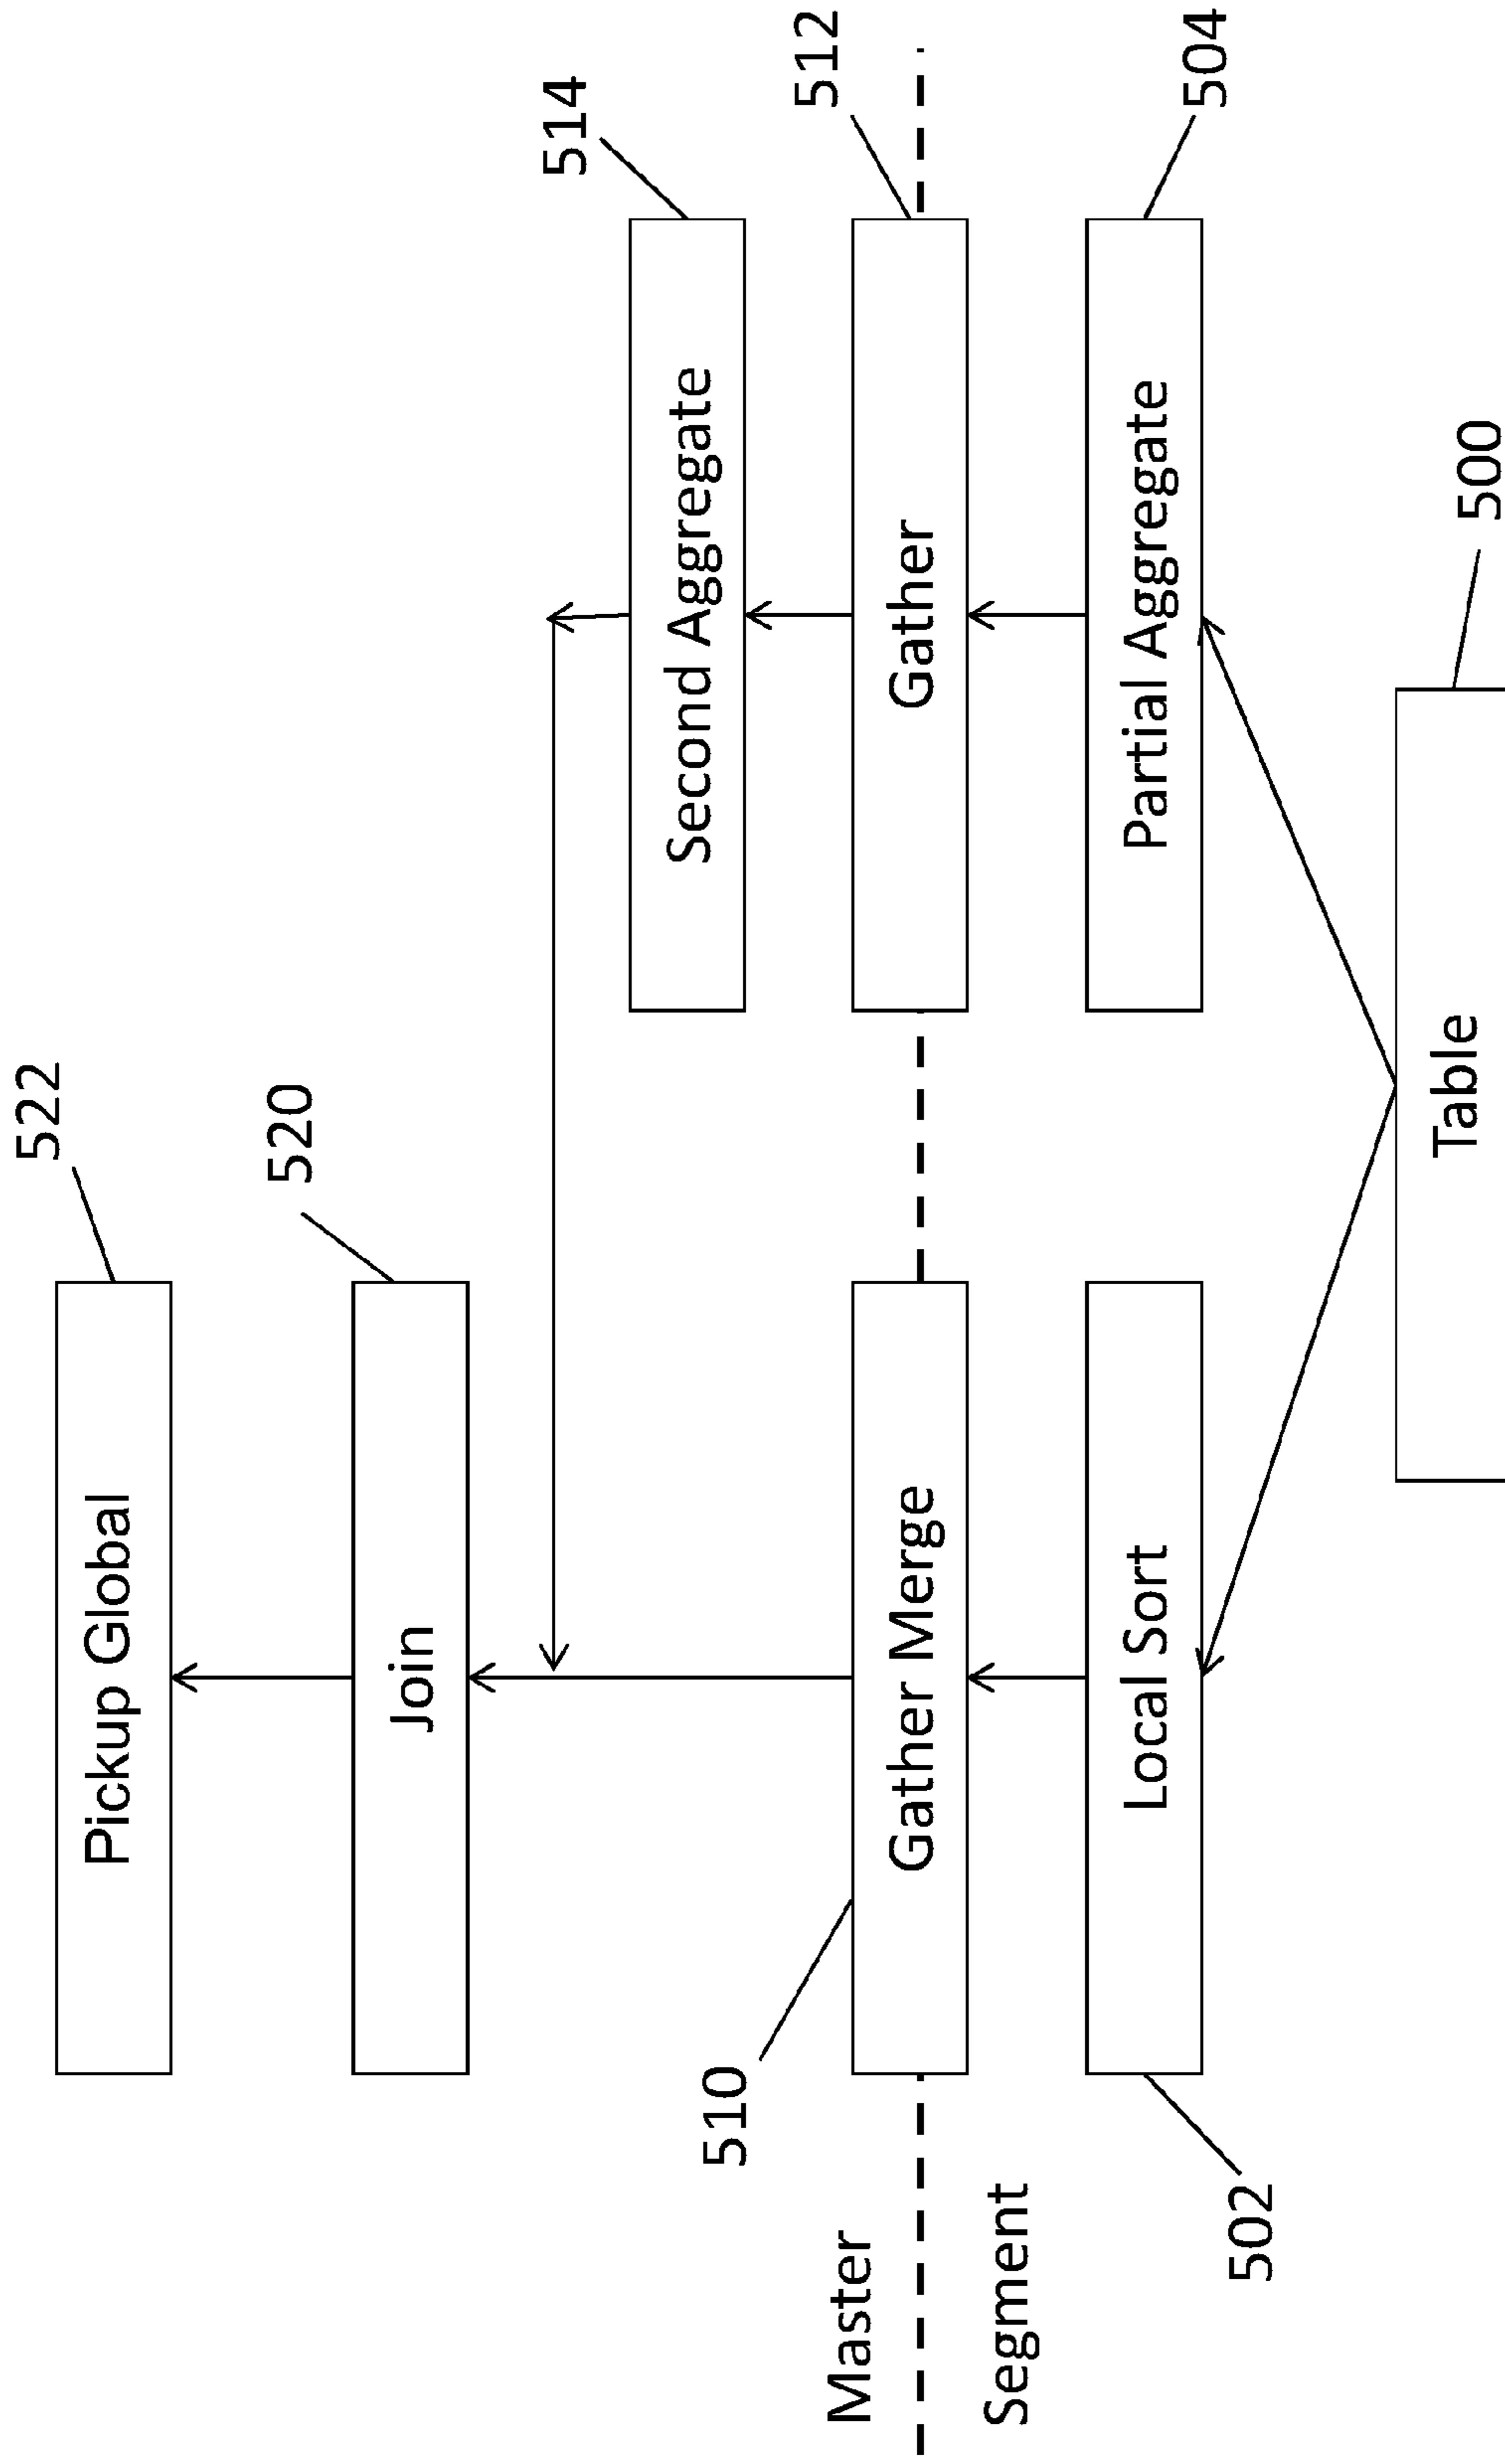 522
Pickup Global
520
Join
514
Second Aggregate
510
512
Master
Gather Merge
Gather
Segment
502
Local Sort
Partial Aggregate
504
Table
500